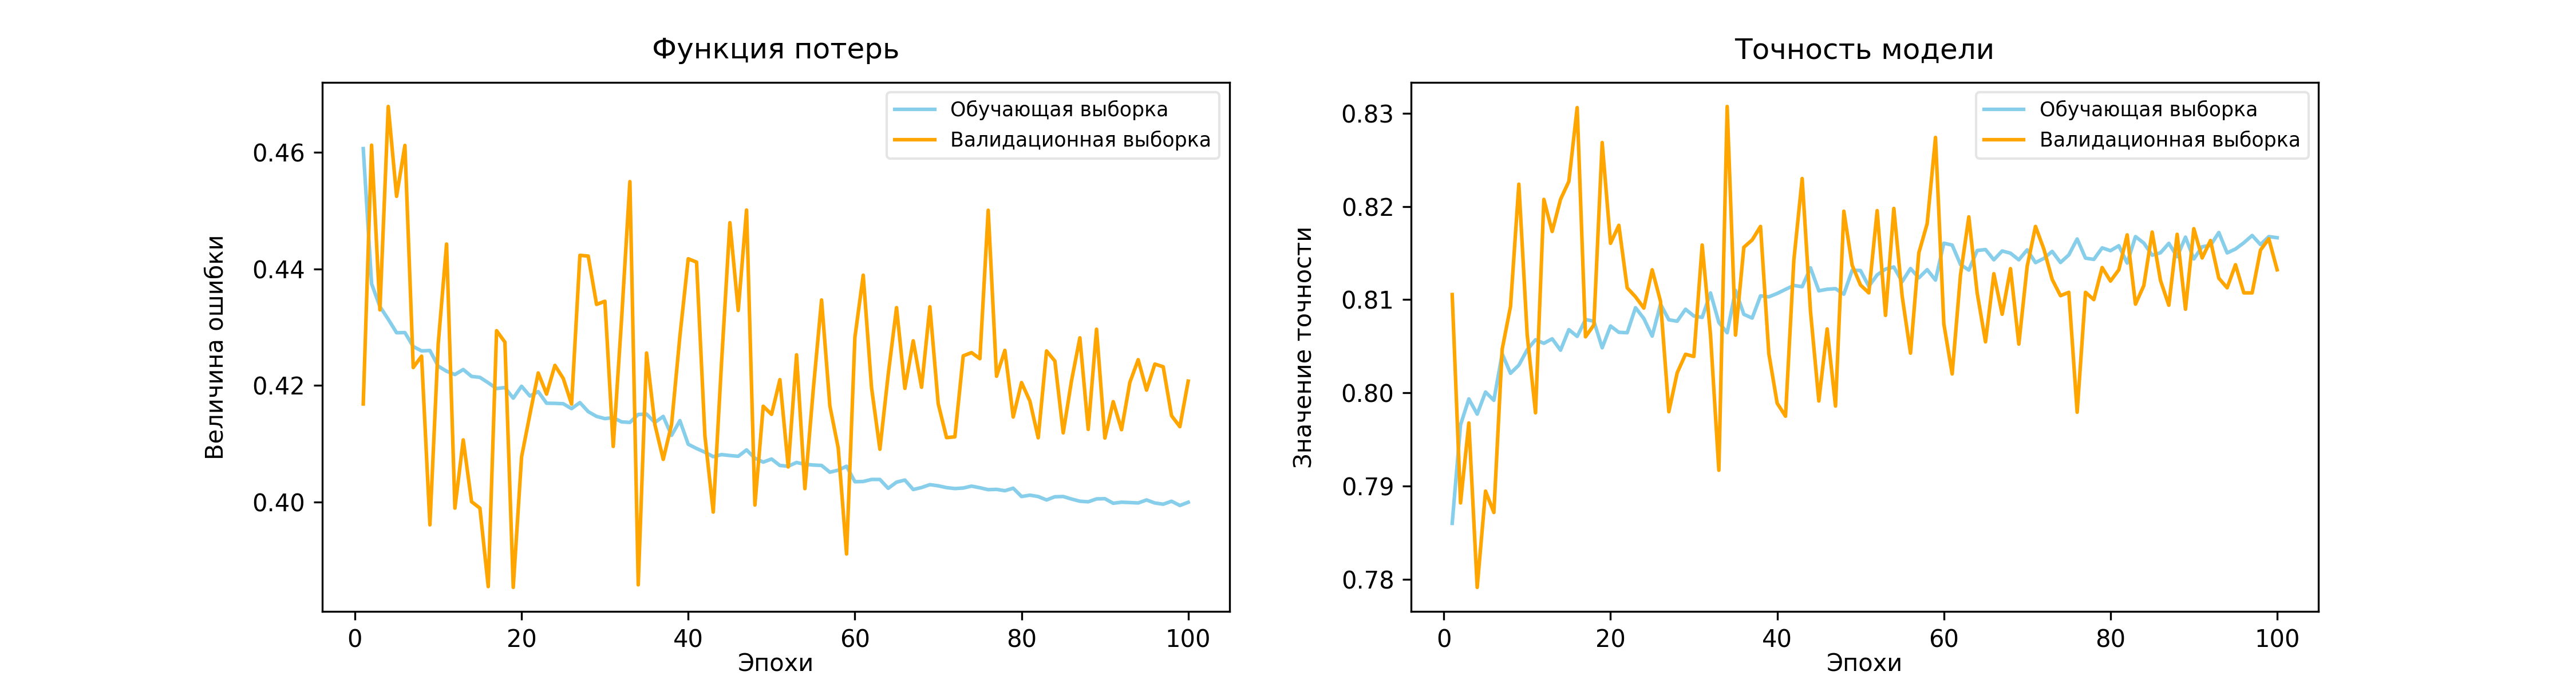 Функция потерь
Обучающая выборка
Валидационная выборка
0.46
0.44
0.42
0.40
Величина ошибки
0 20 40 60 80 100
Эпохи
Точность модели
Обучающая выборка
Валидационная выборка
0.83
0.82
0.81
0.80
0.79
0.78
Значение точности
0 20 40 60 80 100
Эпохи